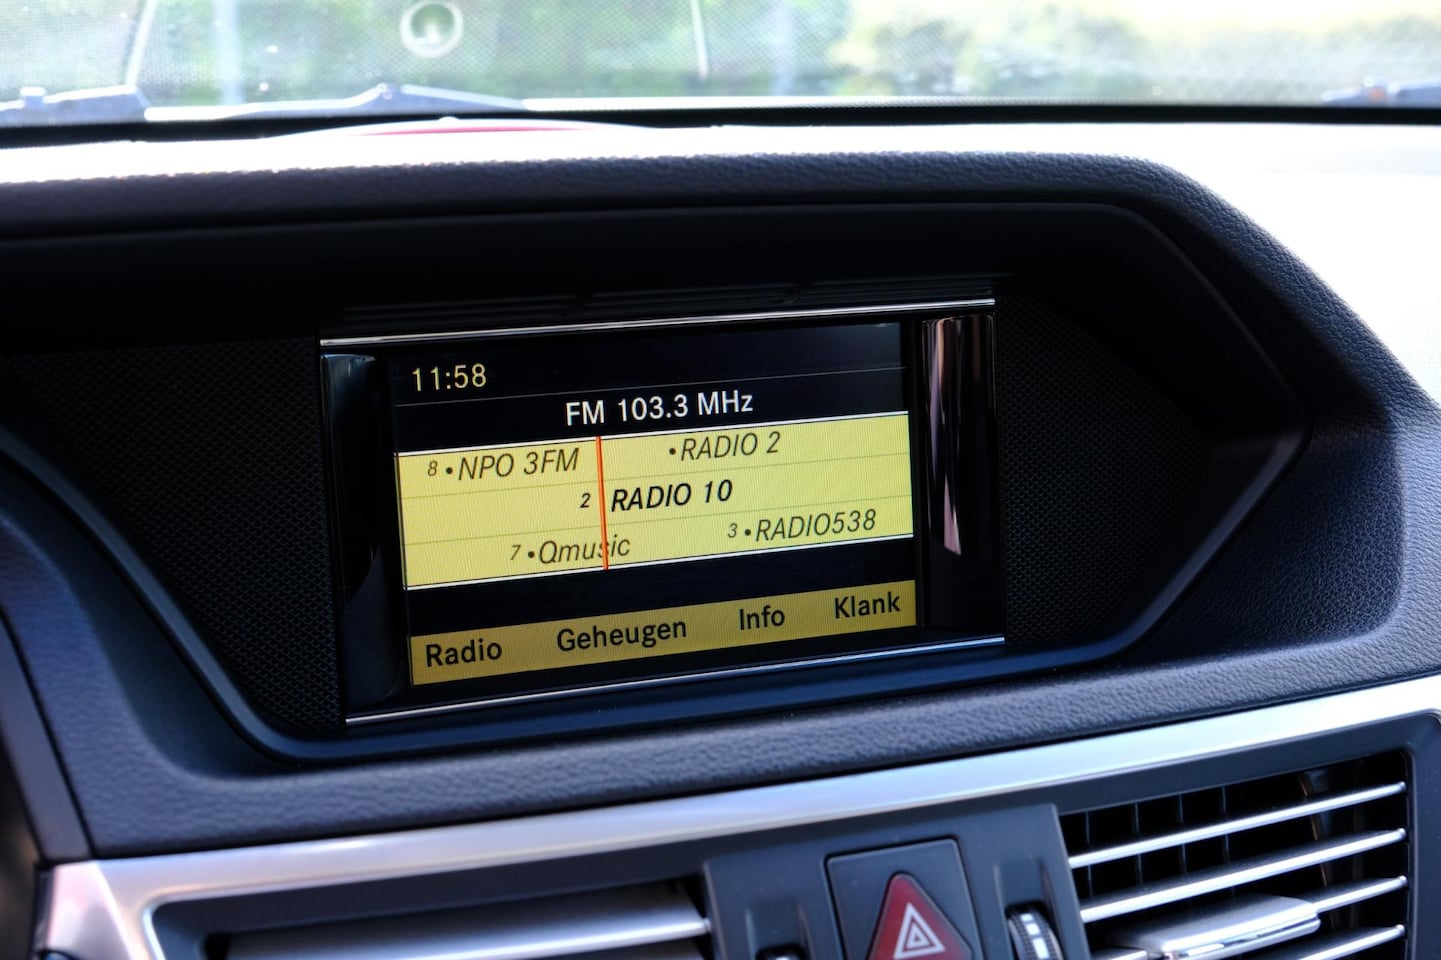 11:58
FM 103.3 MHz
8 •NPO 3FM •RADIO 2
2 RADIO 10
7 •Qmusic 3 •RADIO538
Radio Geheugen Info Klank